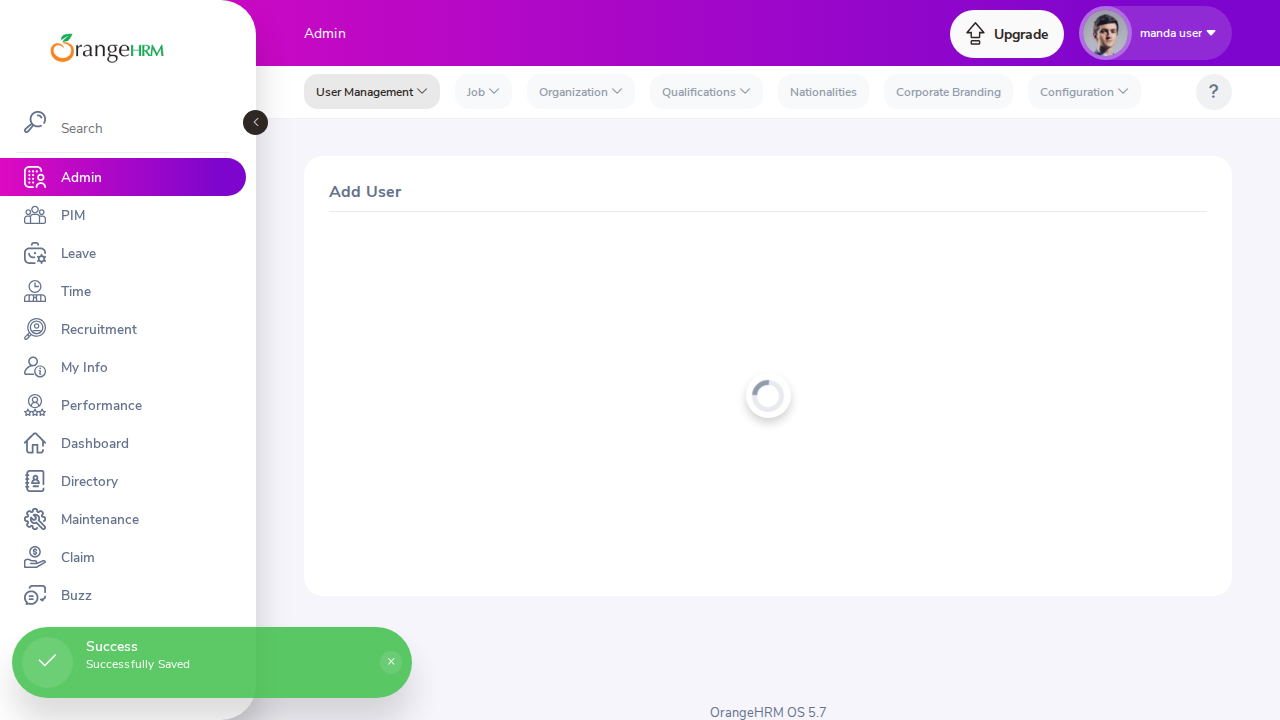 OrangeHRM
Search
Admin
PIM
Leave
Time
Recruitment
My Info
Performance
Dashboard
Directory
Maintenance
Claim
Buzz
Admin
Upgrade
manda user
User Management
Job
Organization
Qualifications
Nationalities
Corporate Branding
Configuration
?
Add User
Success
Successfully Saved
×
OrangeHRM OS 5.7